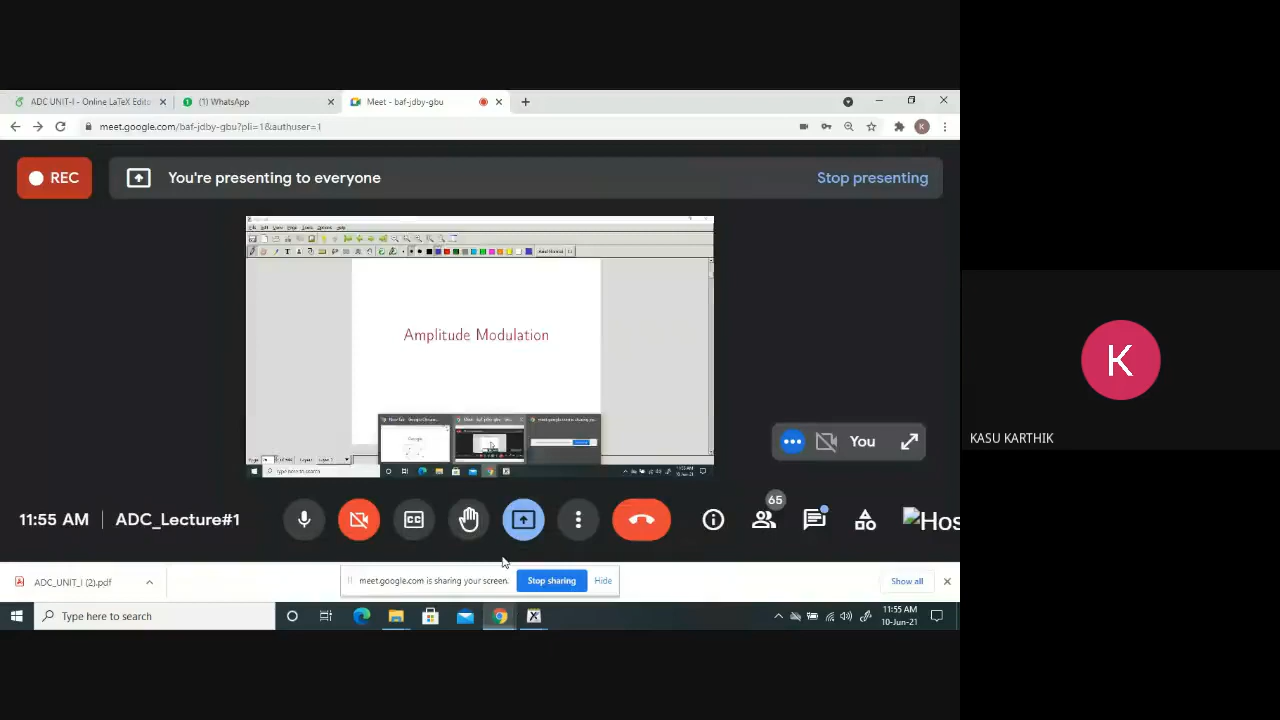 ADC UNIT-I - Online LaTeX Edito
(1) WhatsApp
Meet - baf-jdby-gbu
meet.google.com/baf-jdby-gbu?pli=1&authuser=1
K
REC
You're presenting to everyone
Stop presenting
Amplitude Modulation
You
K
KASU KARTHIK
11:55 AM
ADC_Lecture#1
65
Hos
ADC_UNIT_I (2).pdf
meet.google.com is sharing your screen.
Stop sharing
Hide
Show all
Type here to search
11:55 AM
10-Jun-21